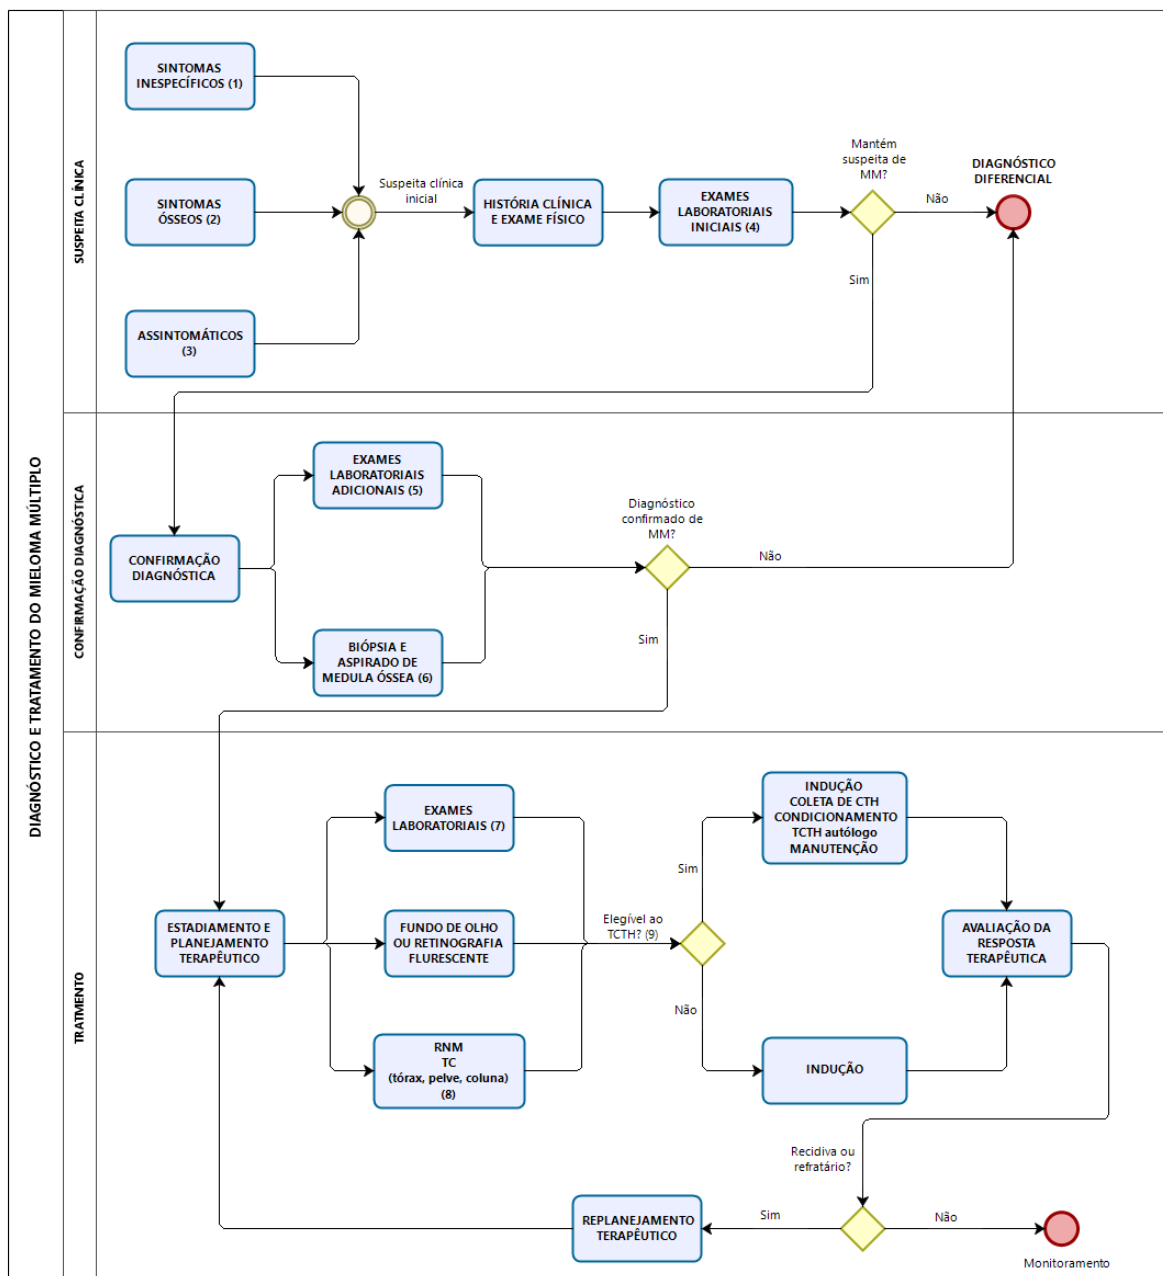 DIAGNÓSTICO E TRATAMENTO DO MIELOMA MÚLTIPLO
SUSPEITA CLÍNICA
SINTOMAS
INESPECÍFICOS (1)
SINTOMAS
ÓSSEOS (2)
ASSINTOMÁTICOS
(3)
Suspeita clínica
inicial
HISTÓRIA CLÍNICA
E EXAME FÍSICO
EXAMES
LABORATORIAIS
INICIAIS (4)
Mantém
suspeita de
MM?
Não
Sim
DIAGNÓSTICO
DIFERENCIAL
CONFIRMAÇÃO DIAGNÓSTICA
CONFIRMAÇÃO
DIAGNÓSTICA
EXAMES
LABORATORIAIS
ADICIONAIS (5)
BIÓPSIA E
ASPIRADO DE
MEDULA ÓSSEA (6)
Diagnóstico
confirmado de
MM?
Não
Sim
TRATMENTO
ESTADIAMENTO E
PLANEJAMENTO
TERAPÊUTICO
EXAMES
LABORATORIAIS (7)
FUNDO DE OLHO
OU RETINOGRAFIA
FLURESCENTE
RNM
TC
(tórax, pelve, coluna)
(8)
Elegível ao
TCTH? (9)
Sim
Não
INDUÇÃO
COLETA DE CTH
CONDICIONAMENTO
TCTH autólogo
MANUTENÇÃO
INDUÇÃO
AVALIAÇÃO DA
RESPOSTA
TERAPÊUTICA
Recidiva ou
refratário?
Sim
Não
REPLANEJAMENTO
TERAPÊUTICO
Monitoramento